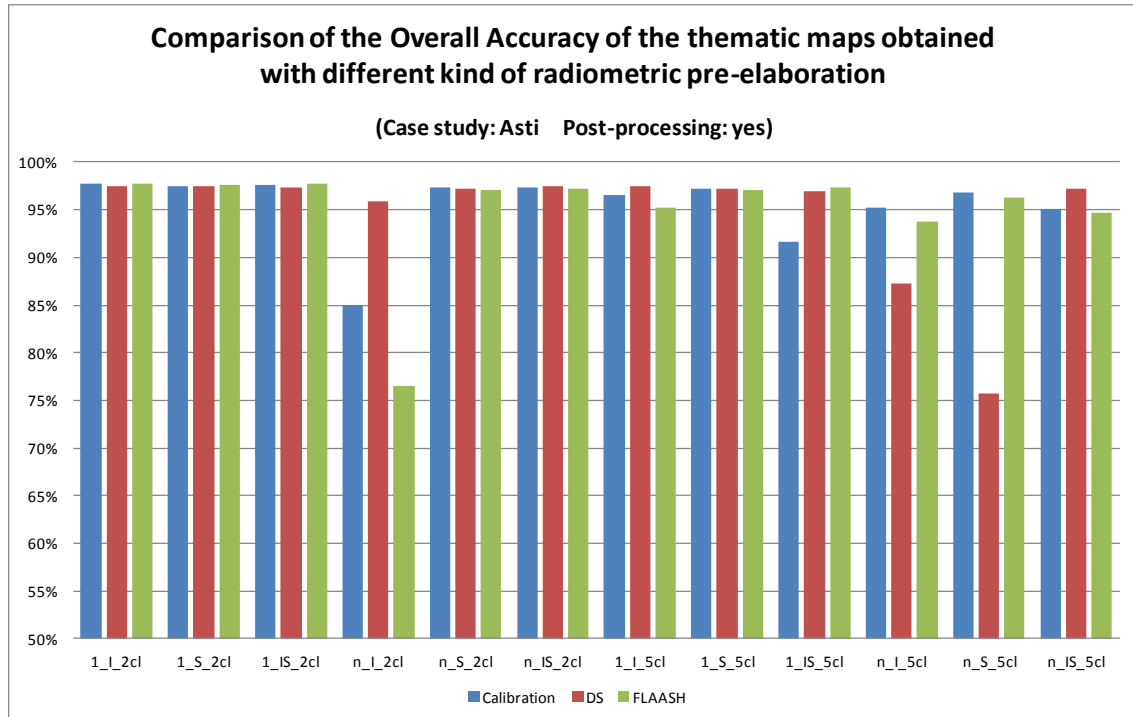 Comparison of the Overall Accuracy of the thematic maps obtained
with different kind of radiometric pre-elaboration
(Case study: Asti Post-processing: yes)
100%
95%
90%
85%
80%
75%
70%
65%
60%
55%
50%
1_I_2cl 1_S_2cl 1_IS_2cl n_I_2cl n_S_2cl n_IS_2cl 1_I_5cl 1_S_5cl 1_IS_5cl n_I_5cl n_S_5cl n_IS_5cl
Calibration DS FLAASH